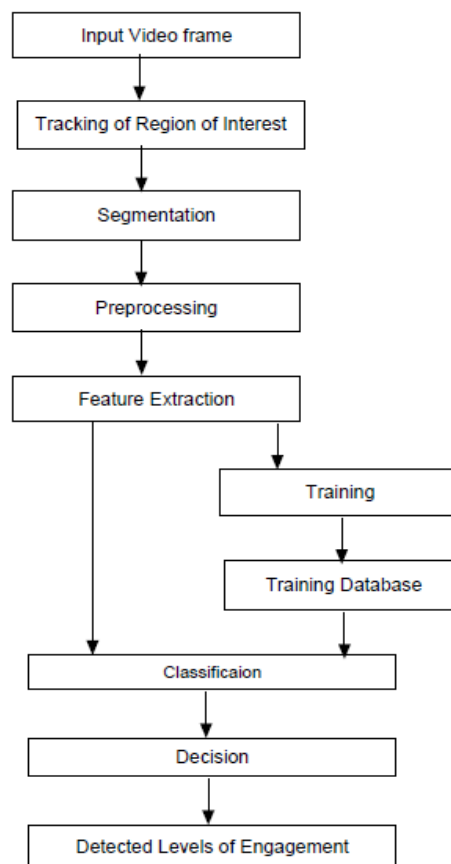 Input Video frame
Tracking of Region of Interest
Segmentation
Preprocessing
Feature Extraction
Training
Training Database
Classificaion
Decision
Detected Levels of Engagement